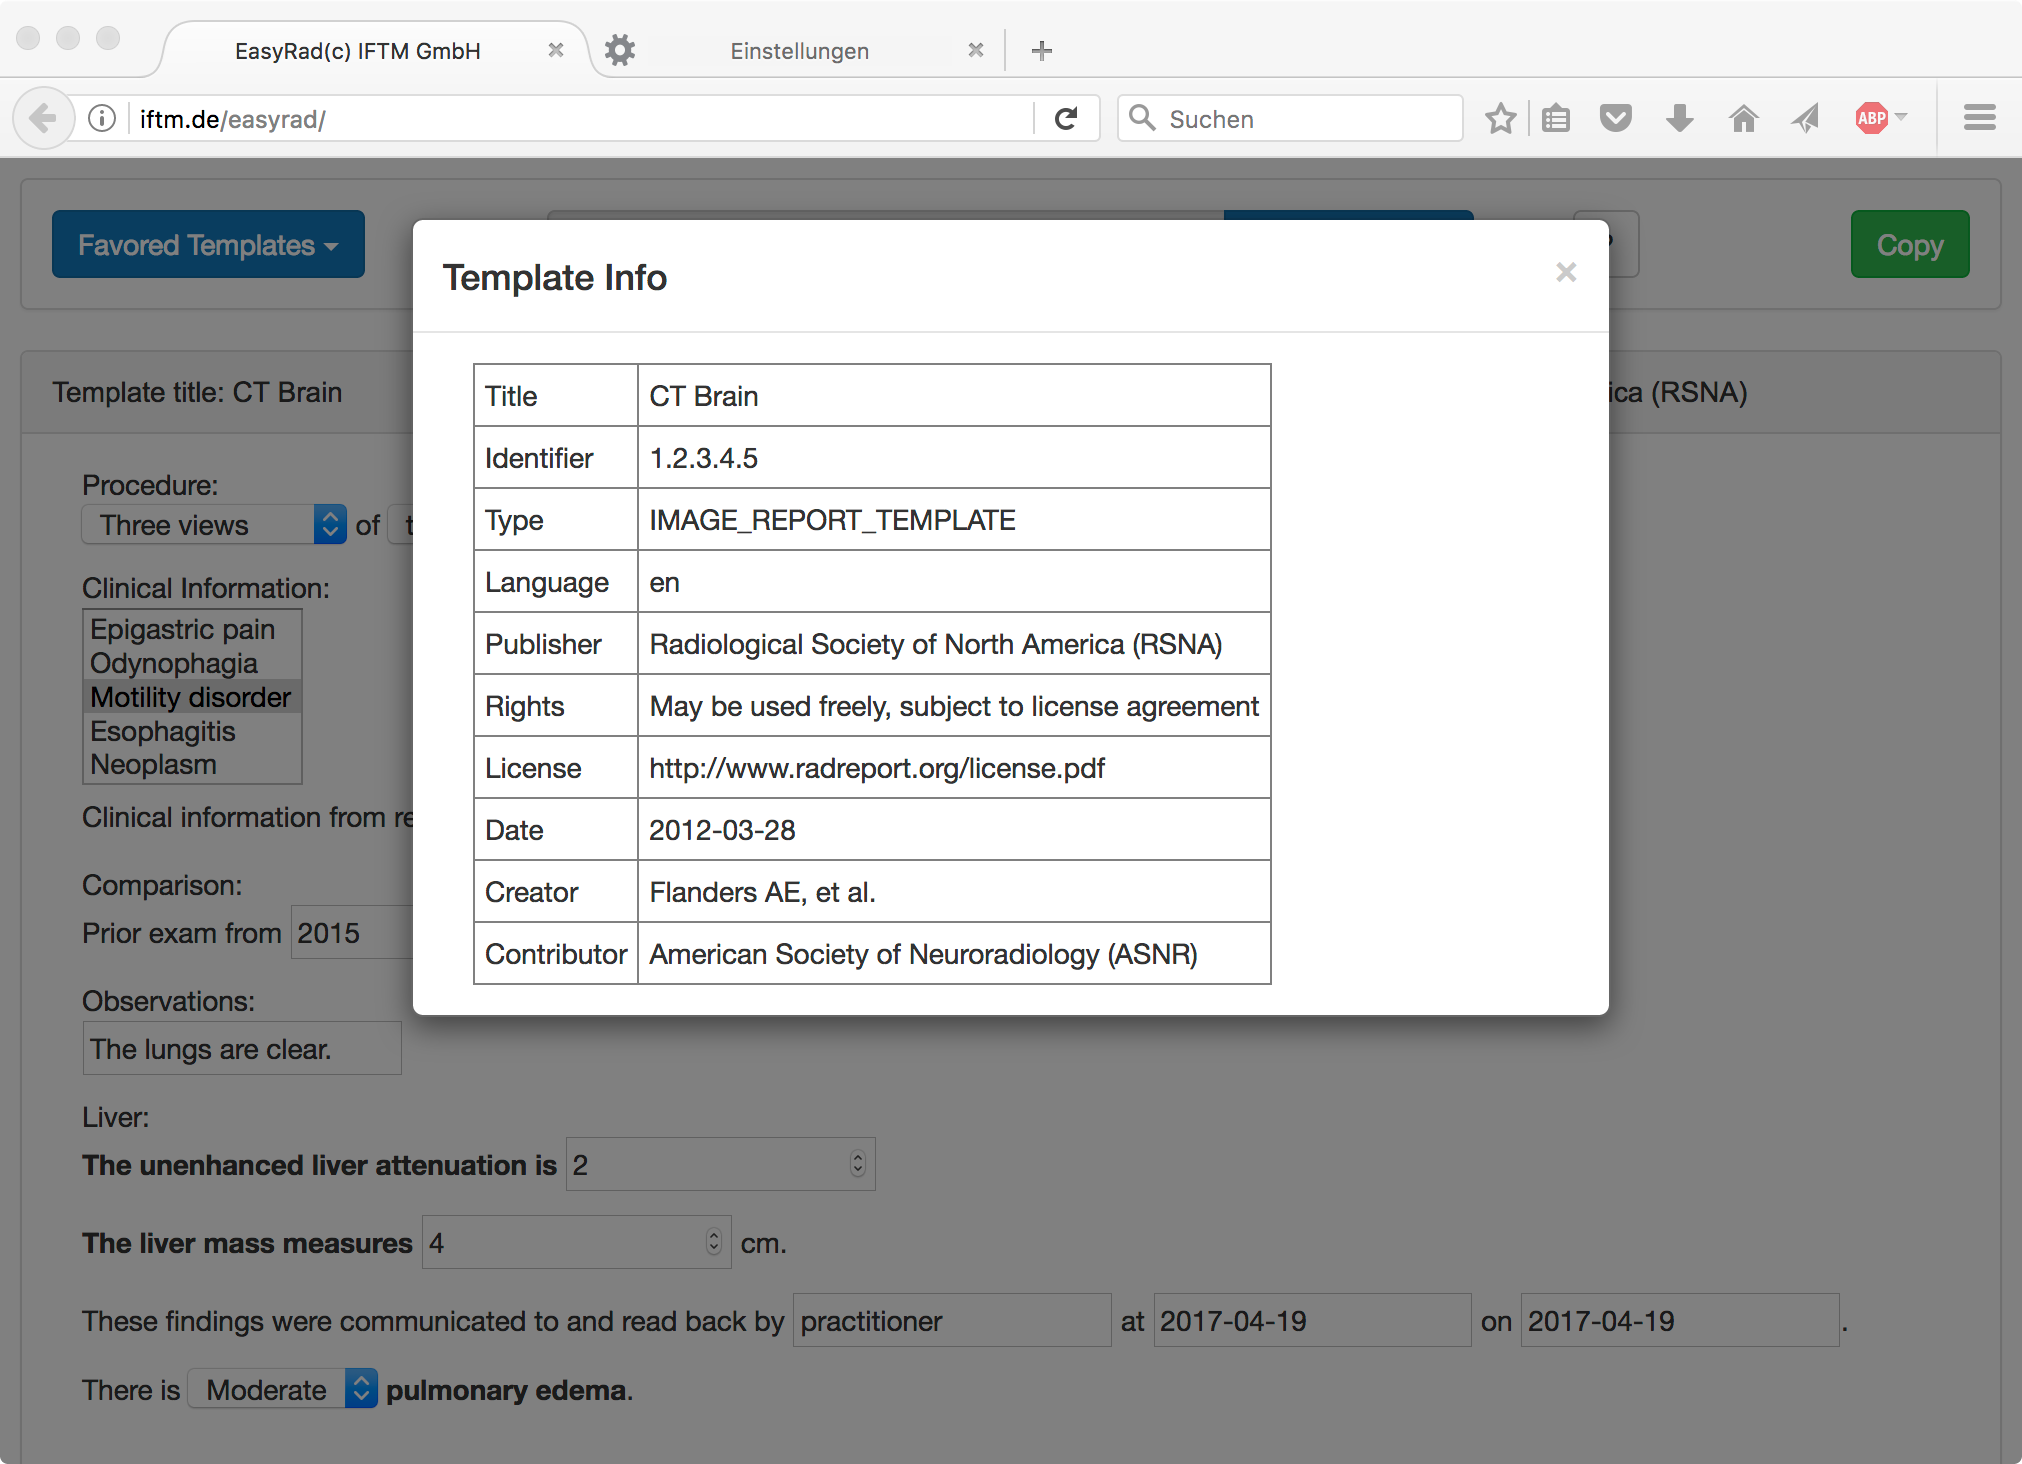 EasyRad(c) IFTM GmbH
Einstellungen
iftm.de/easyrad/
Suchen
ABP
Favored Templates
Copy
Template Info
Template title: CT Brain
(RSNA)
Title CT Brain
Identifier 1.2.3.4.5
Type IMAGE_REPORT_TEMPLATE
Language en
Publisher Radiological Society of North America (RSNA)
Rights May be used freely, subject to license agreement
License http://www.radreport.org/license.pdf
Date 2012-03-28
Creator Flanders AE, et al.
Contributor American Society of Neuroradiology (ASNR)
Procedure:
Three views of
Clinical Information:
Epigastric pain
Odynophagia
Motility disorder
Esophagitis
Neoplasm
Clinical information from
Comparison:
Prior exam from 2015
Observations:
The lungs are clear.
Liver:
The unenhanced liver attenuation is 2
The liver mass measures 4 cm.
These findings were communicated to and read back by practitioner at 2017-04-19 on 2017-04-19 .
There is Moderate pulmonary edema.